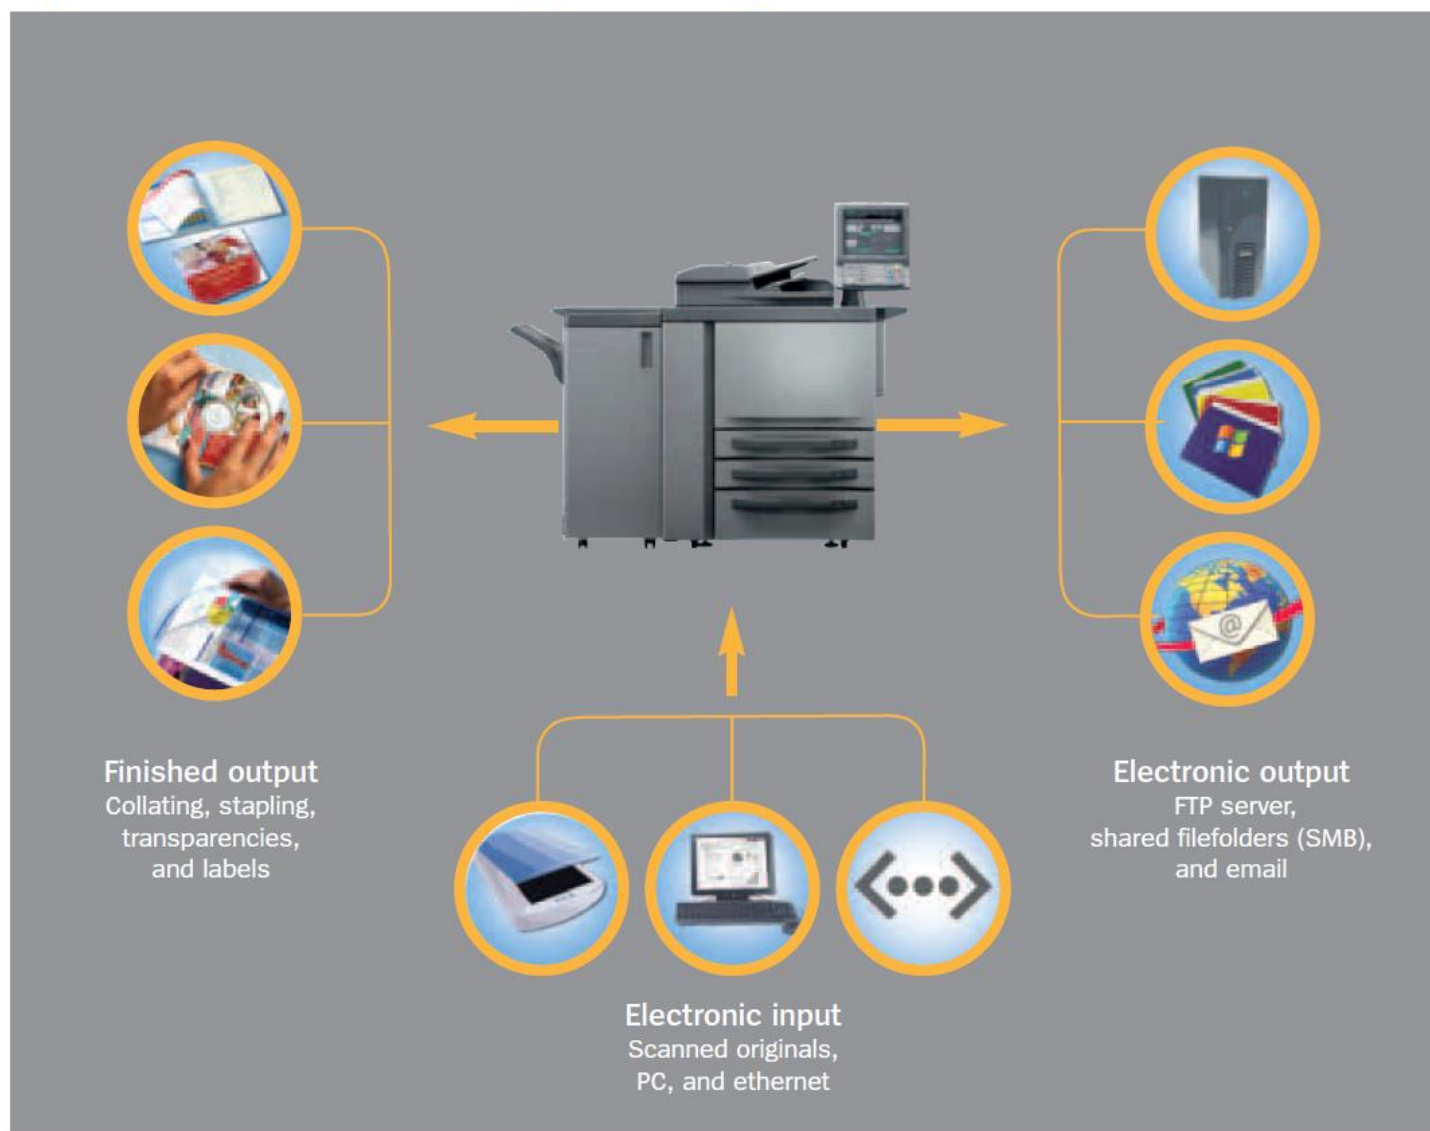 Finished output
Collating, stapling,
transparencies,
and labels
Electronic output
FTP server,
shared filefolders (SMB),
and email
Electronic input
Scanned originals,
PC, and ethernet
@